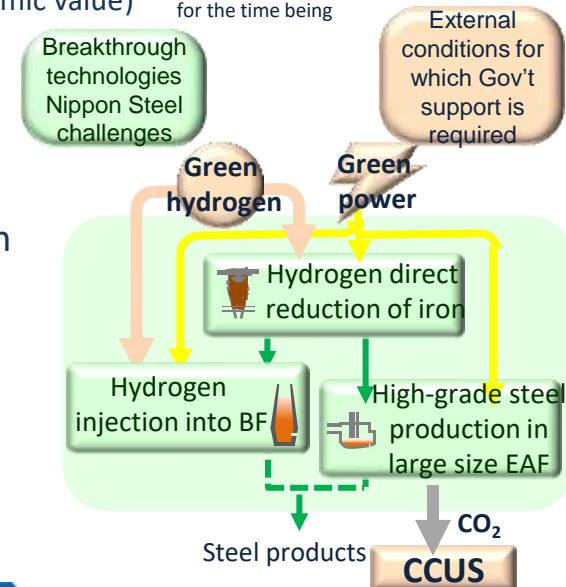 mic value)
for the time being
Breakthrough
technologies
Nippon Steel
challenges
External
conditions for
which Gov't
support is
required
Green
hydrogen
Green
power
n
Hydrogen direct
reduction of iron
Hydrogen
injection into BF
High-grade steel
production in
large size EAF
CO₂
Steel products
CCUS